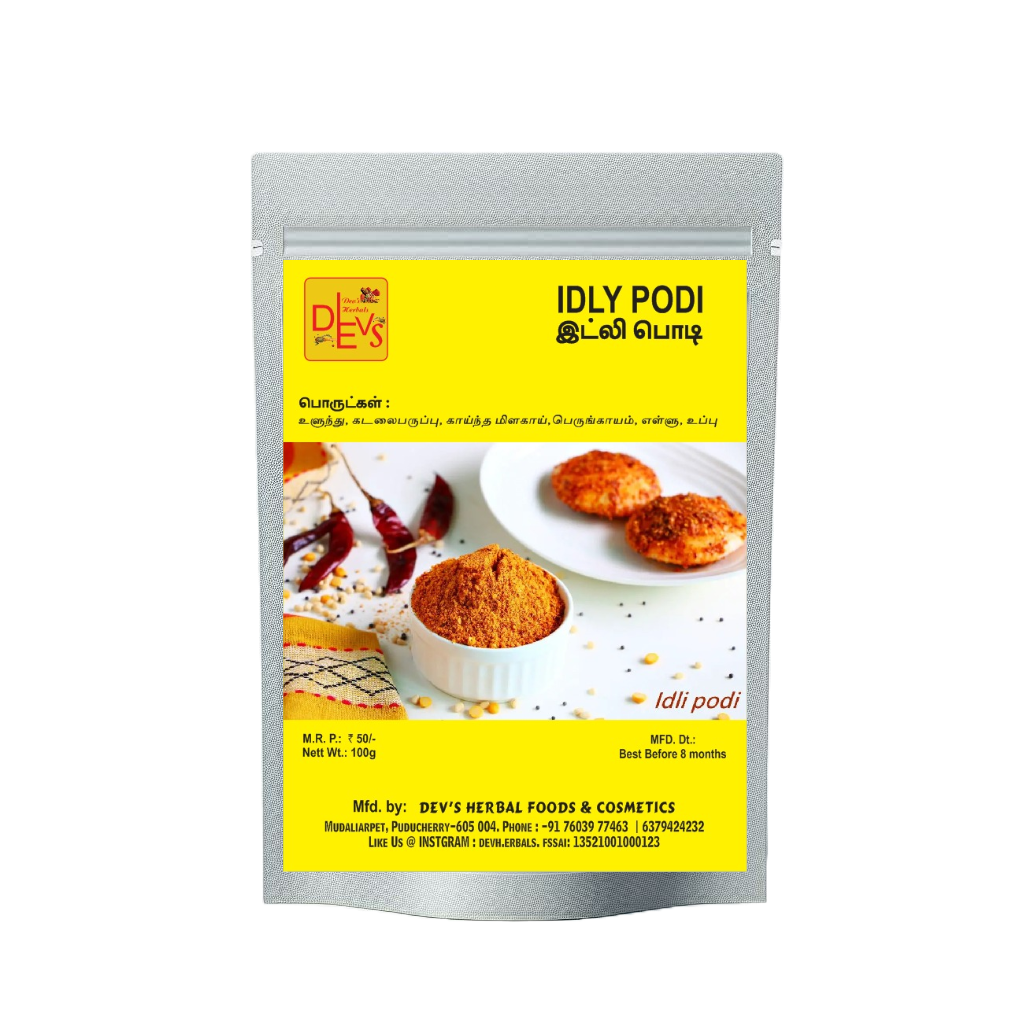 Dev's
Herbals
DEVS
IDLY PODI
இட்லி பொடி
பொருட்கள் :
உளுந்து, கடலைபருப்பு, காய்ந்த மிளகாய், பெருங்காயம், எள்ளு, உப்பு
Idli podi
M.R. P.: ₹ 50/-
Nett Wt.: 100g
MFD. Dt.:
Best Before 8 months
Mfd. by: DEV'S HERBAL FOODS & COSMETICS
MUDALIARPET, PUDUCHERRY-605 004. PHONE : -91 76039 77463 | 6379424232
LIKE US @ INSTGRAM : DEVH.ERBALS. FSSAI: 13521001000123